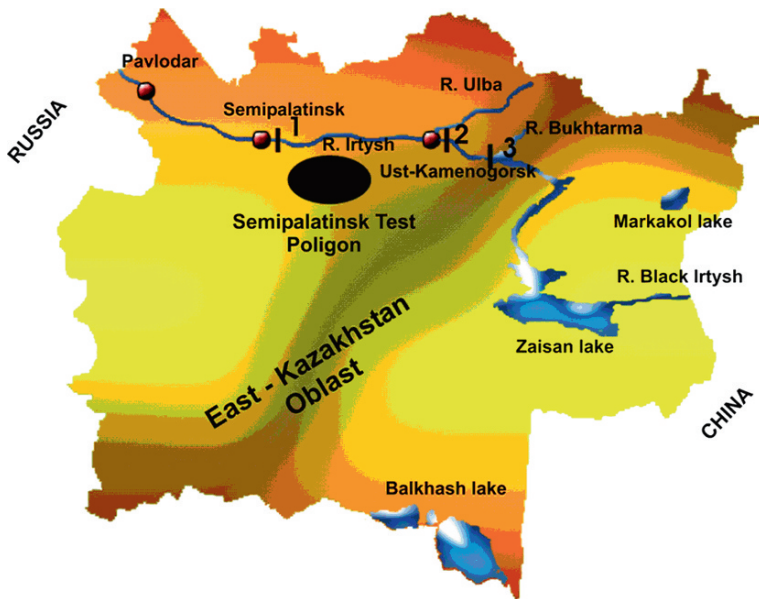 Pavlodar
R. Ulba
RUSSIA
Semipalatinsk
1
R. Irtysh
2
R. Bukhtarma
3
Ust-Kamenogorsk
Semipalatinsk Test
Poligon
Markakol lake
R. Black Irtysh
Zaisan lake
East - Kazakhstan
Oblast
CHINA
Balkhash lake